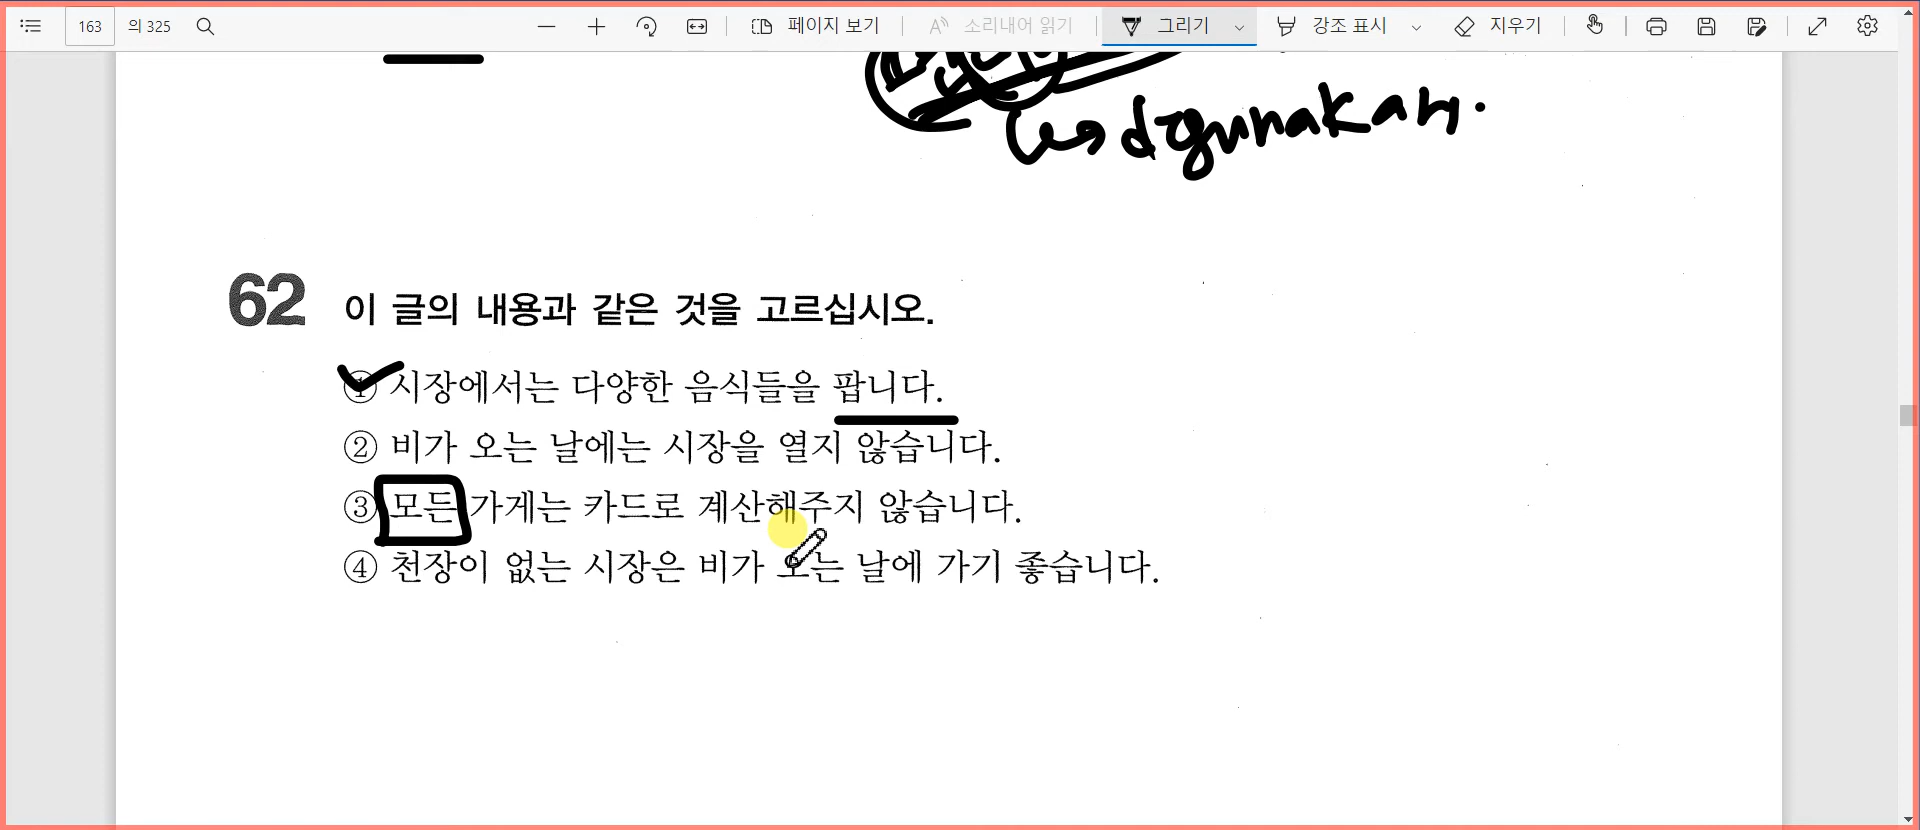 163 의 325 페이지 보기 소리내어 읽기 그리기 강조 표시 지우기
digunakan.
62 이 글의 내용과 같은 것을 고르십시오.
① 시장에서는 다양한 음식들을 팝니다.
② 비가 오는 날에는 시장을 열지 않습니다.
③ 모든 가게는 카드로 계산해주지 않습니다.
④ 천장이 없는 시장은 비가 오는 날에 가기 좋습니다.